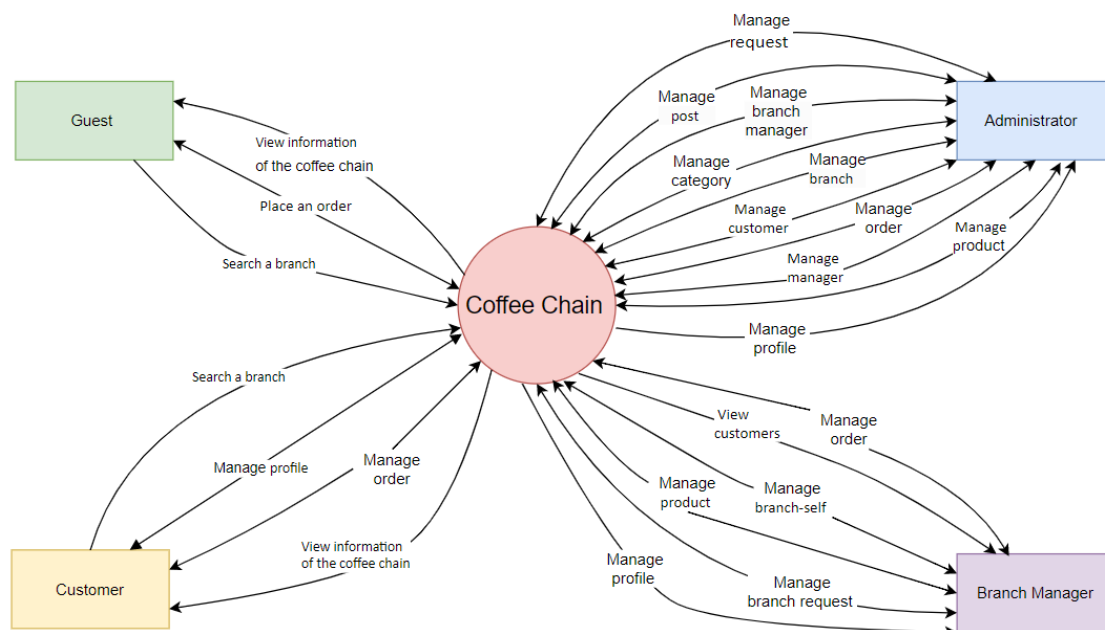 Manage
request
Guest
Administrator
Manage
post
Manage
branch
manager
View information
of the coffee chain
Manage
category
Manage
branch
Place an order
Manage
customer
Manage
order
Manage
product
Search a branch
Manage
manager
Coffee Chain
Manage
profile
Search a branch
View
customers
Manage
order
Manage profile
Manage
order
Manage
product
Manage
branch-self
View information
of the coffee chain
Manage
profile
Manage
branch request
Customer
Branch Manager